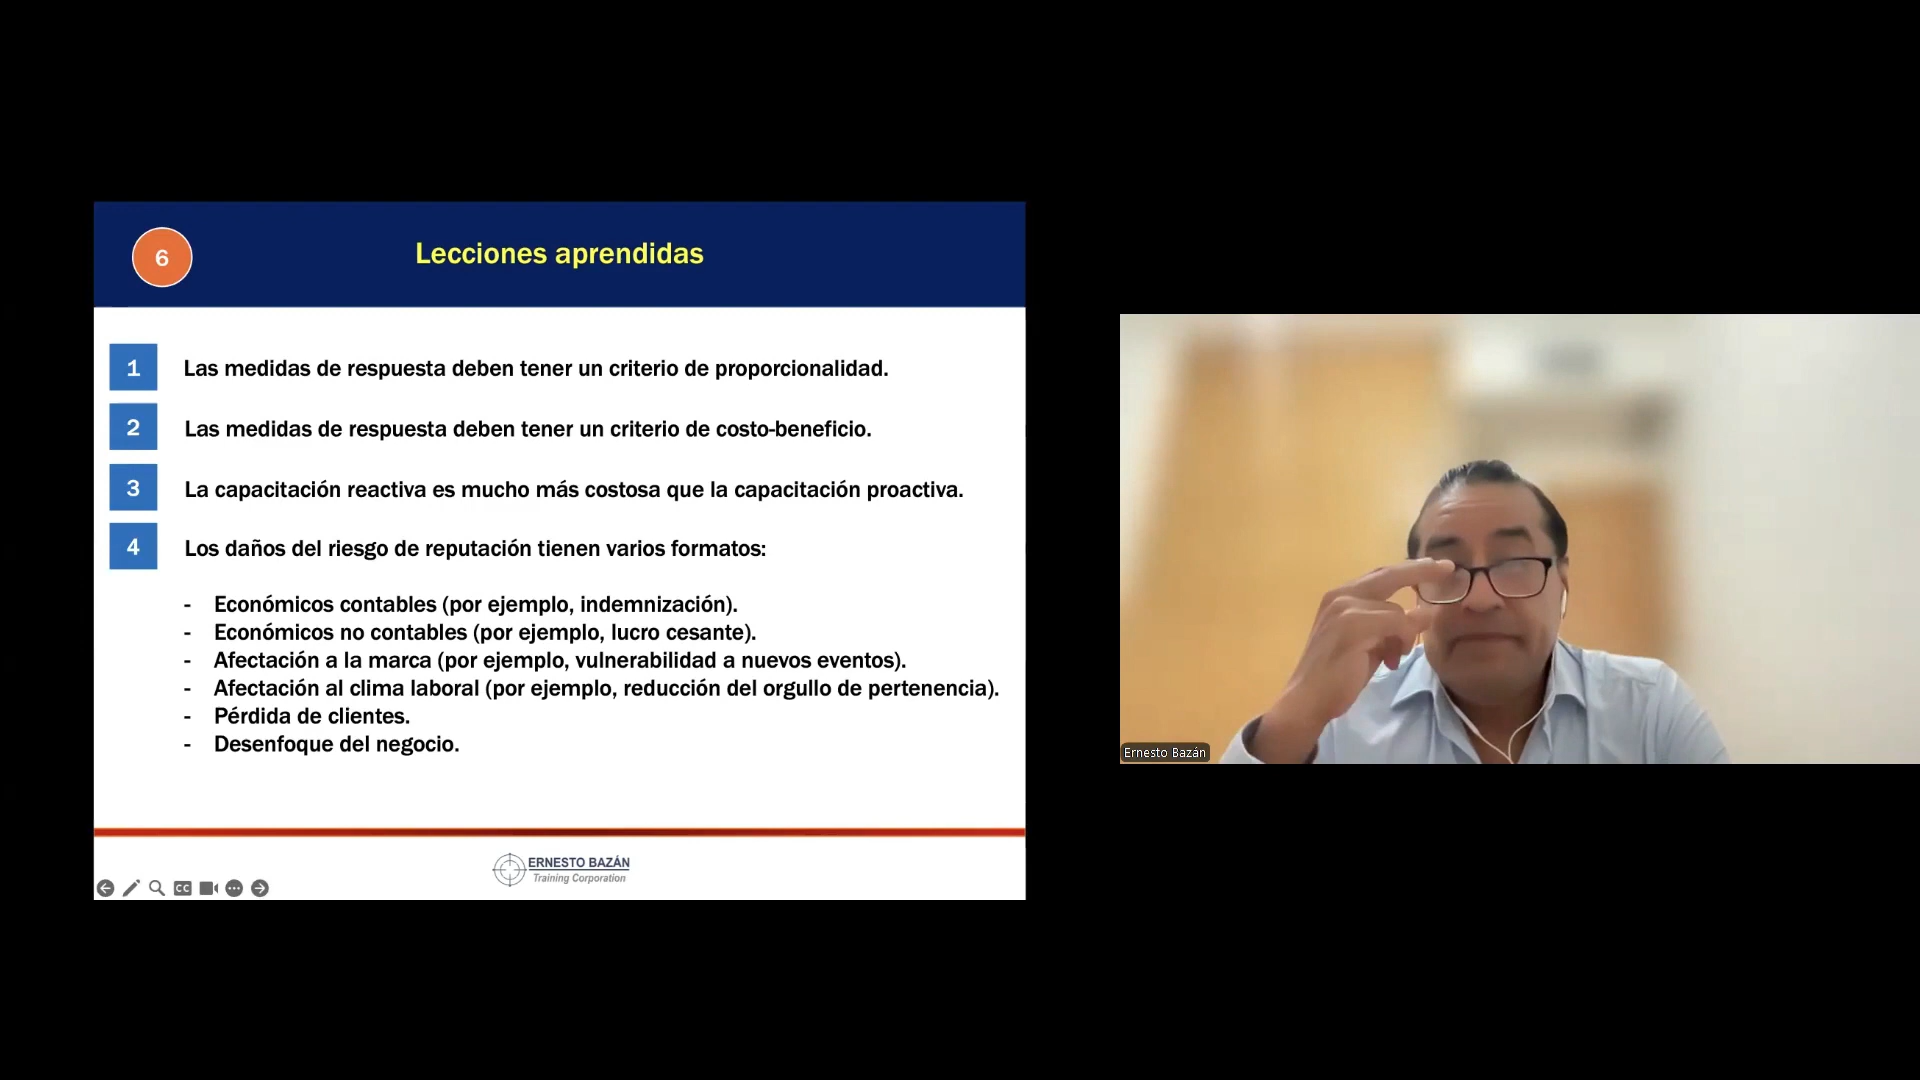 6
Lecciones aprendidas
1 Las medidas de respuesta deben tener un criterio de proporcionalidad.
2 Las medidas de respuesta deben tener un criterio de costo-beneficio.
3 La capacitación reactiva es mucho más costosa que la capacitación proactiva.
4 Los daños del riesgo de reputación tienen varios formatos:
- Económicos contables (por ejemplo, indemnización).
- Económicos no contables (por ejemplo, lucro cesante).
- Afectación a la marca (por ejemplo, vulnerabilidad a nuevos eventos).
- Afectación al clima laboral (por ejemplo, reducción del orgullo de pertenencia).
- Pérdida de clientes.
- Desenfoque del negocio.
ERNESTO BAZÁN
Training Corporation
CC
Ernesto Bazán